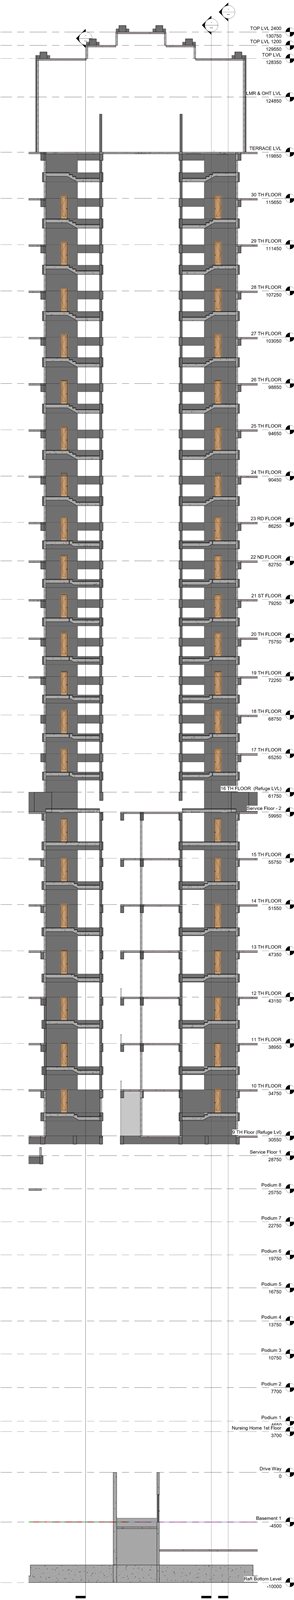 TOP LVL 2400
130750
TOP LVL 1200
129550
TOP LVL
128350
LMR & OHT LVL
124850
TERRACE LVL
119850
30 TH FLOOR
115650
29 TH FLOOR
111450
28 TH FLOOR
107250
27 TH FLOOR
103050
26 TH FLOOR
98850
25 TH FLOOR
94650
24 TH FLOOR
90450
23 RD FLOOR
86250
22 ND FLOOR
82750
21 ST FLOOR
79250
20 TH FLOOR
75750
19 TH FLOOR
72250
18 TH FLOOR
68750
17 TH FLOOR
65250
16 TH FLOOR (Refuge LVL)
61750
Service Floor - 2
59950
15 TH FLOOR
55750
14 TH FLOOR
51550
13 TH FLOOR
47350
12 TH FLOOR
43150
11 TH FLOOR
38950
10 TH FLOOR
34750
9 TH Floor (Refuge Lvl)
30550
Service Floor 1
28750
Podium 8
25750
Podium 7
22750
Podium 6
19750
Podium 5
16750
Podium 4
13750
Podium 3
10750
Podium 2
7700
Podium 1
Nursing Home 1st Floor
3700
Drive Way
0
Basement 1
-4500
Raft Bottom Level
-10000